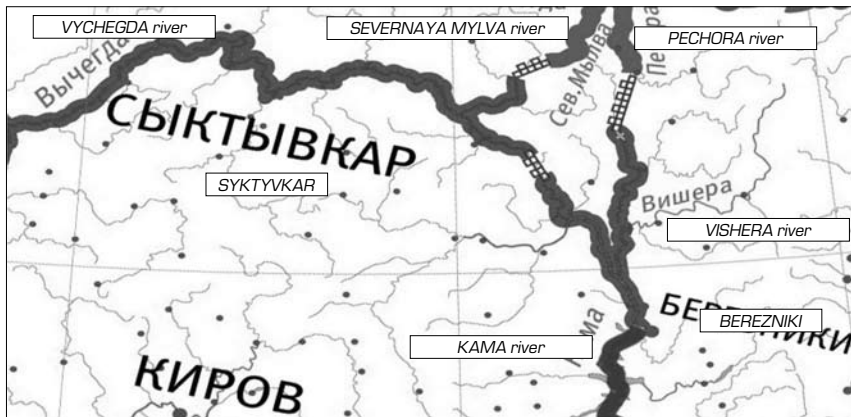 VYCHEGDA river
SEVERNAYA MYLVA river
PECHORA river
Вычегда
Сев.Мылва
СЫКТЫВКАР
SYKTYVKAR
Вишера
VISHERA river
БЕРЕЗНИКИ
BEREZNIKI
KAMA river
КИРОВ